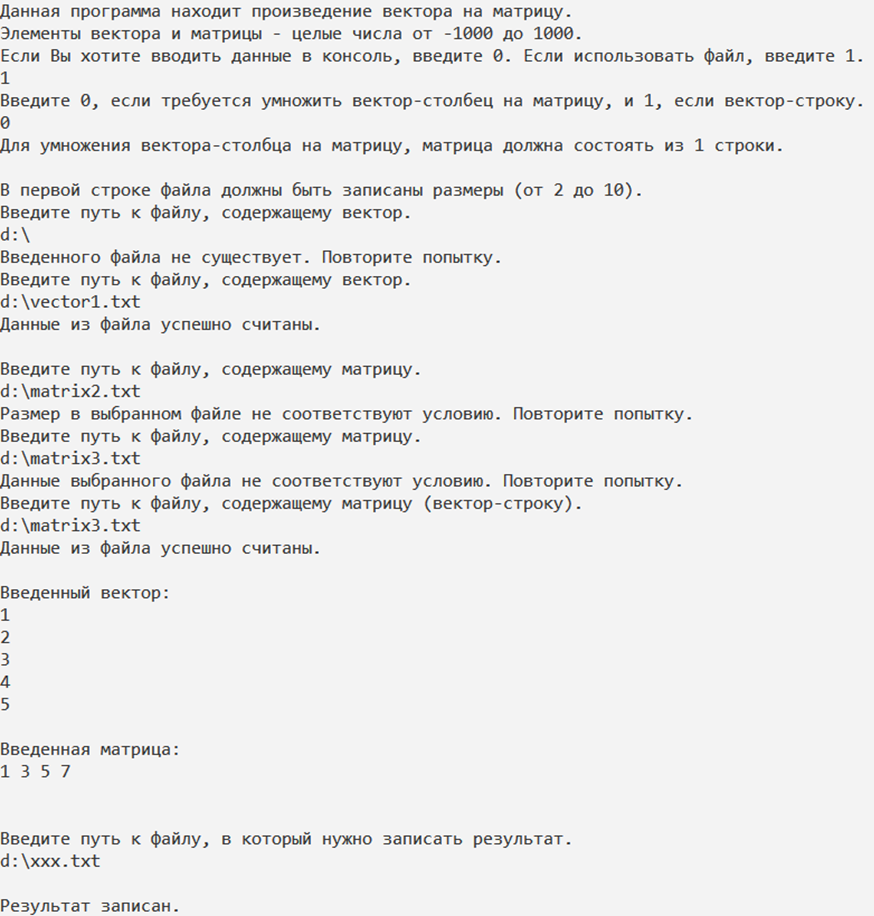 Данная программа находит произведение вектора на матрицу.
Элементы вектора и матрицы - целые числа от -1000 до 1000.
Если Вы хотите вводить данные в консоль, введите 0. Если использовать файл, введите 1.
1
Введите 0, если требуется умножить вектор-столбец на матрицу, и 1, если вектор-строку.
0
Для умножения вектора-столбца на матрицу, матрица должна состоять из 1 строки.
В первой строке файла должны быть записаны размеры (от 2 до 10).
Введите путь к файлу, содержащему вектор.
d:\
Введенного файла не существует. Повторите попытку.
Введите путь к файлу, содержащему вектор.
d:\vector1.txt
Данные из файла успешно считаны.
Введите путь к файлу, содержащему матрицу.
d:\matrix2.txt
Размер в выбранном файле не соответствуют условию. Повторите попытку.
Введите путь к файлу, содержащему матрицу.
d:\matrix3.txt
Данные выбранного файла не соответствуют условию. Повторите попытку.
Введите путь к файлу, содержащему матрицу (вектор-строку).
d:\matrix3.txt
Данные из файла успешно считаны.
Введенный вектор:
1
2
3
4
5
Введенная матрица:
1 3 5 7
Введите путь к файлу, в который нужно записать результат.
d:\xxx.txt
Результат записан.